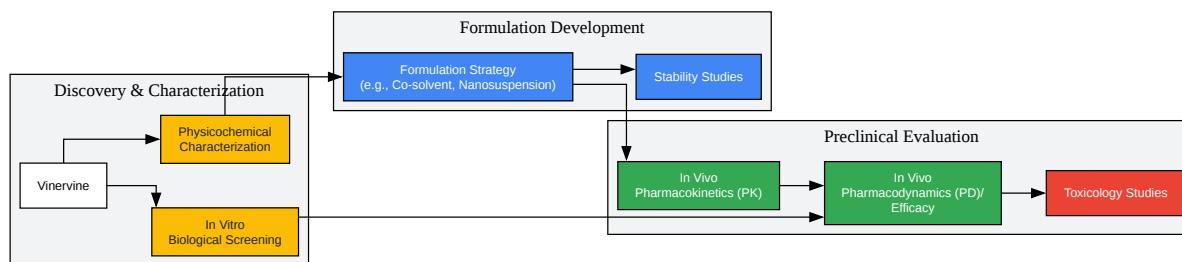 Formulation Development
Formulation Strategy
(e.g., Co-solvent, Nanosuspension)
Stability Studies
Discovery & Characterization
Physicochemical
Characterization
Vinervine
In Vitro
Biological Screening
Preclinical Evaluation
In Vivo
Pharmacokinetics (PK)
In Vivo
Pharmacodynamics (PD)/
Efficacy
Toxicology Studies